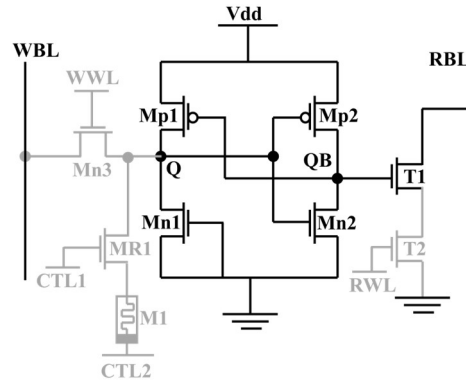 Vdd
WBL
RBL
WWL
Mp1
Mp2
Mn3
Q
QB
T1
Mn1
Mn2
MR1
T2
CTL1
RWL
M1
CTL2